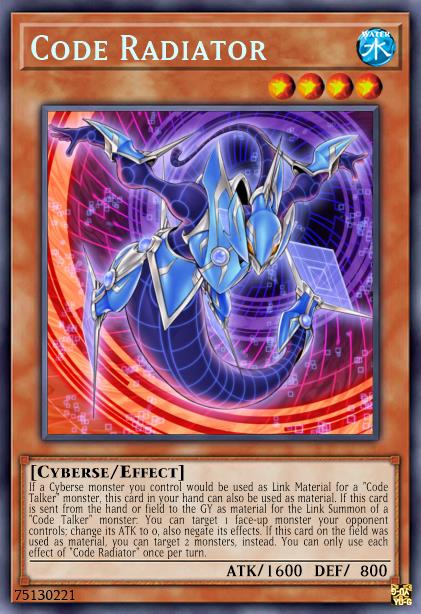 CODE RADIATOR
WATER
水
[CYBERSE/EFFECT]
If a Cyberse monster you control would be used as Link Material for a "Code
Talker" monster, this card in your hand can also be used as material. If this card
is sent from the hand or field to the GY as material for the Link Summon of a
"Code Talker" monster: You can target 1 face-up monster your opponent
controls; change its ATK to 0, also negate its effects. If this card on the field was
used as material, you can target 2 monsters, instead. You can only use each
effect of "Code Radiator" once per turn.
ATK/1600 DEF/ 800
75130221